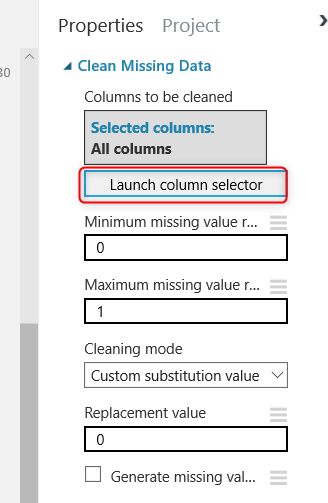 Properties Project
30
Clean Missing Data
Columns to be cleaned
Selected columns:
All columns
Launch column selector
Minimum missing value r...
0
Maximum missing value r...
1
Cleaning mode
Custom substitution value
Replacement value
0
Generate missing val...